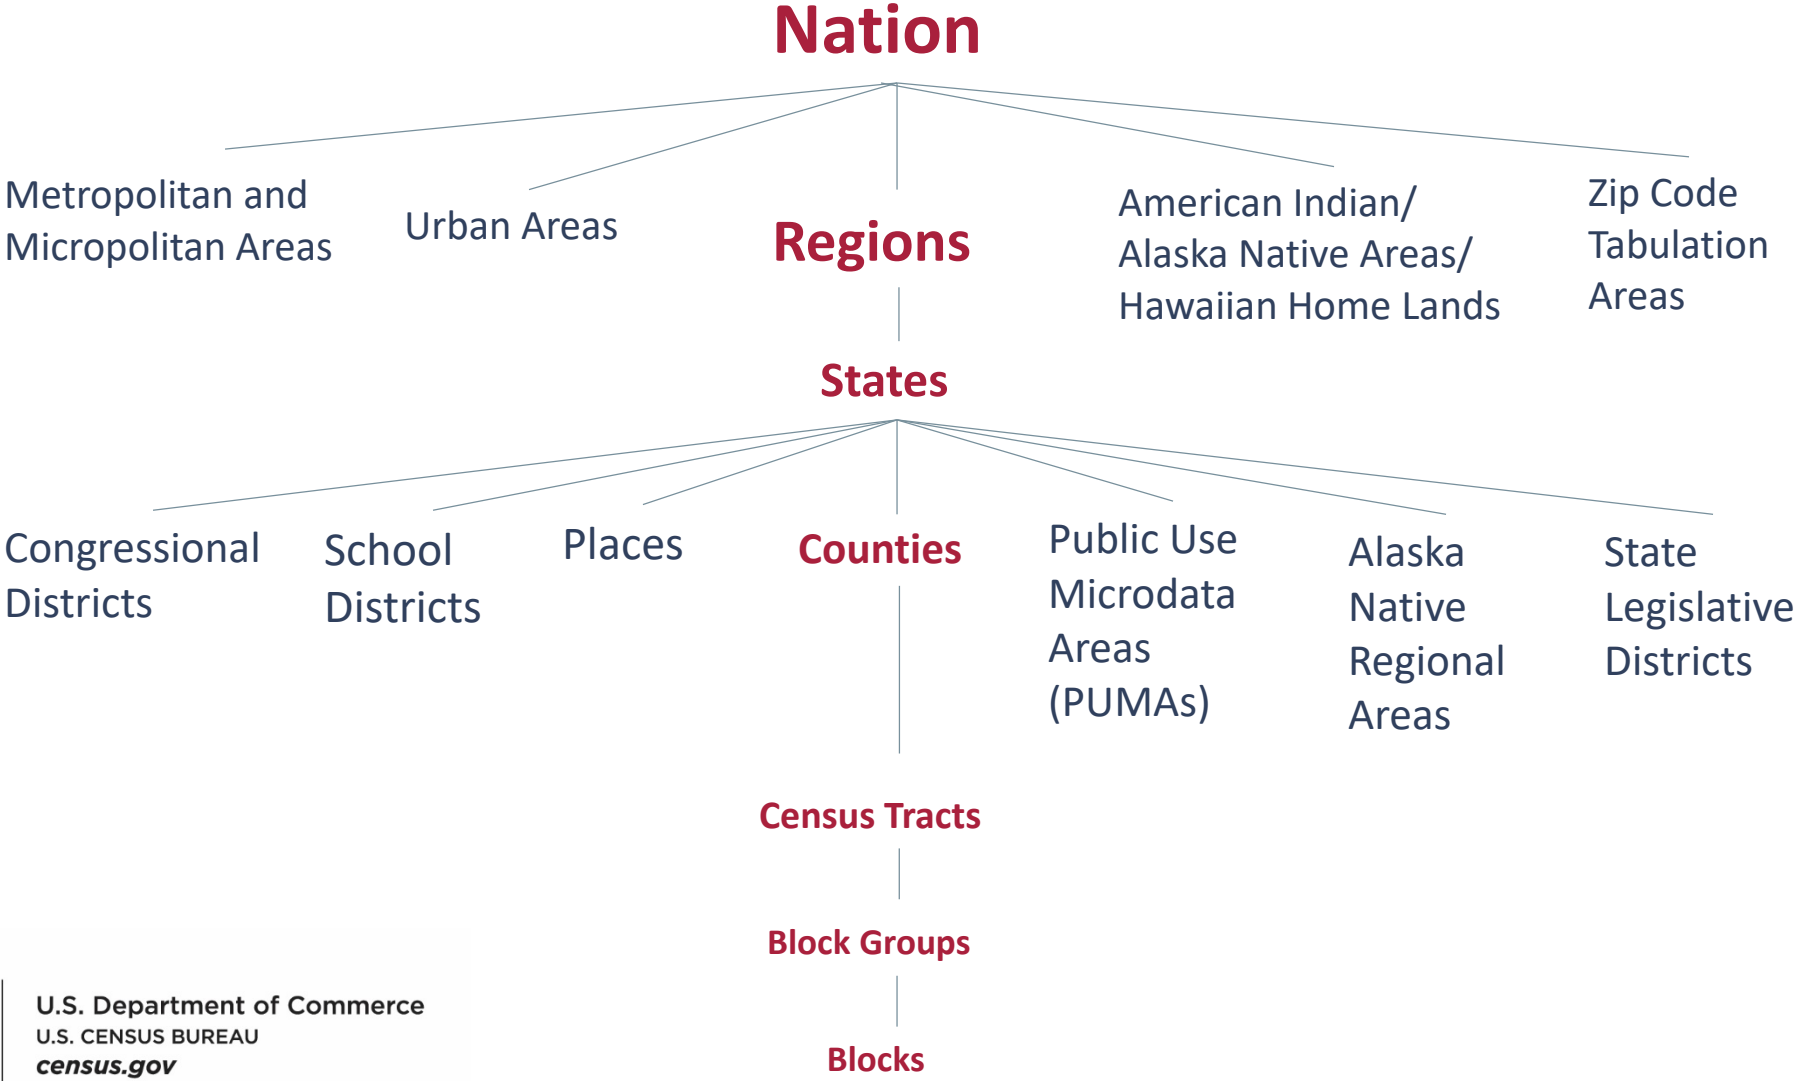 Nation
Metropolitan and
Micropolitan Areas
Urban Areas
Regions
American Indian/
Alaska Native Areas/
Hawaiian Home Lands
Zip Code
Tabulation
Areas
States
Congressional
Districts
School
Districts
Places
Counties
Public Use
Microdata
Areas
(PUMAs)
Alaska
Native
Regional
Areas
State
Legislative
Districts
Census Tracts
Block Groups
Blocks
U.S. Department of Commerce
U.S. CENSUS BUREAU
census.gov